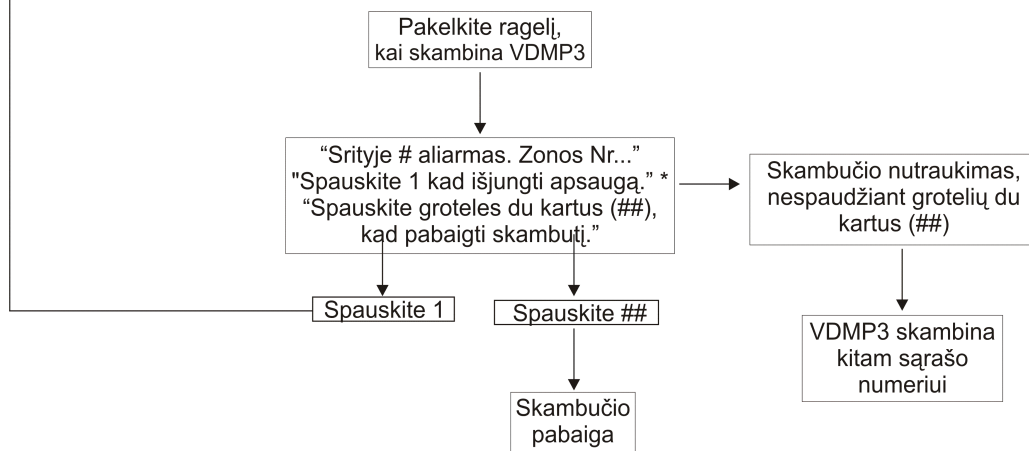 Pakelkite ragelį,
kai skambina VDMP3
“Srityje # aliarmas. Zonos Nr...”
"Spauskite 1 kad išjungti apsaugą.” *
“Spauskite groteles du kartus (##),
kad pabaigti skambutį.”
Skambučio nutraukimas,
nespaudžiant grotelių du
kartus (##)
Spauskite 1
Spauskite ##
VDMP3 skambina
kitam sąrašo
numeriui
Skambučio
pabaiga